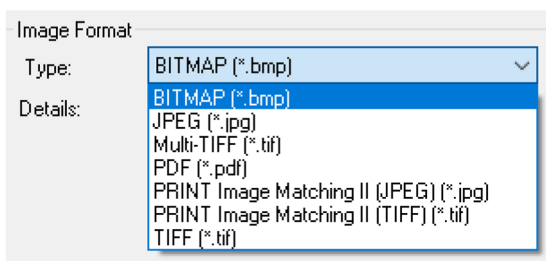 Image Format
Type: BITMAP (*.bmp)
Details:
BITMAP (*.bmp)
JPEG (*.jpg)
Multi-TIFF (*.tif)
PDF (*.pdf)
PRINT Image Matching II (JPEG) (*.jpg)
PRINT Image Matching II (TIFF) (*.tif)
TIFF (*.tif)